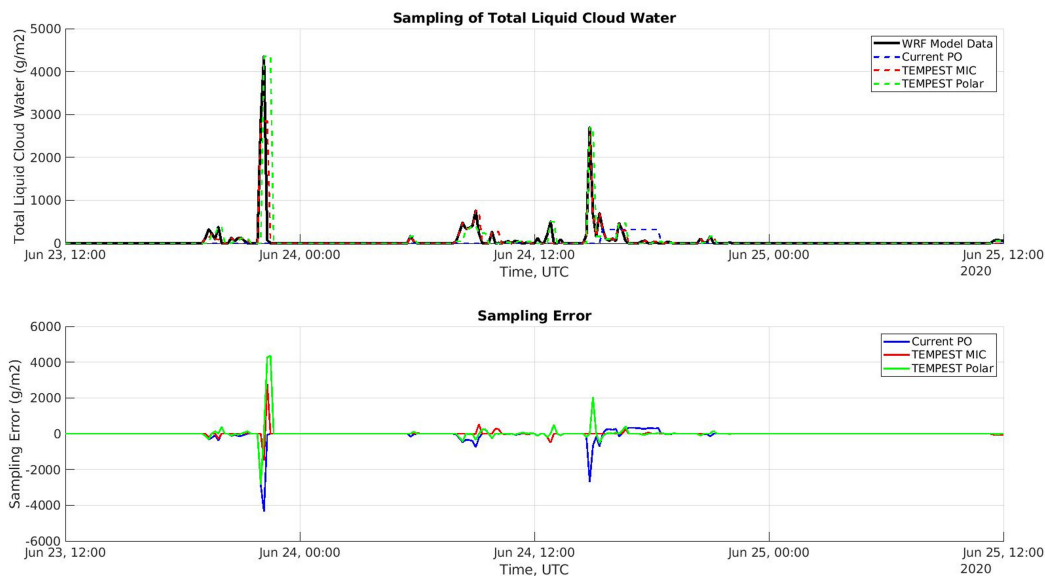 Sampling of Total Liquid Cloud Water
Total Liquid Cloud Water (g/m2)
5000
4000
3000
2000
1000
0
WRF Model Data
Current PO
TEMPEST MIC
TEMPEST Polar
Jun 23, 12:00
Jun 24, 00:00
Jun 24, 12:00
Jun 25, 00:00
Jun 25, 12:00
Time, UTC
2020
Sampling Error
Sampling Error (g/m2)
6000
4000
2000
0
-2000
-4000
-6000
Current PO
TEMPEST MIC
TEMPEST Polar
Jun 23, 12:00
Jun 24, 00:00
Jun 24, 12:00
Jun 25, 00:00
Jun 25, 12:00
Time, UTC
2020